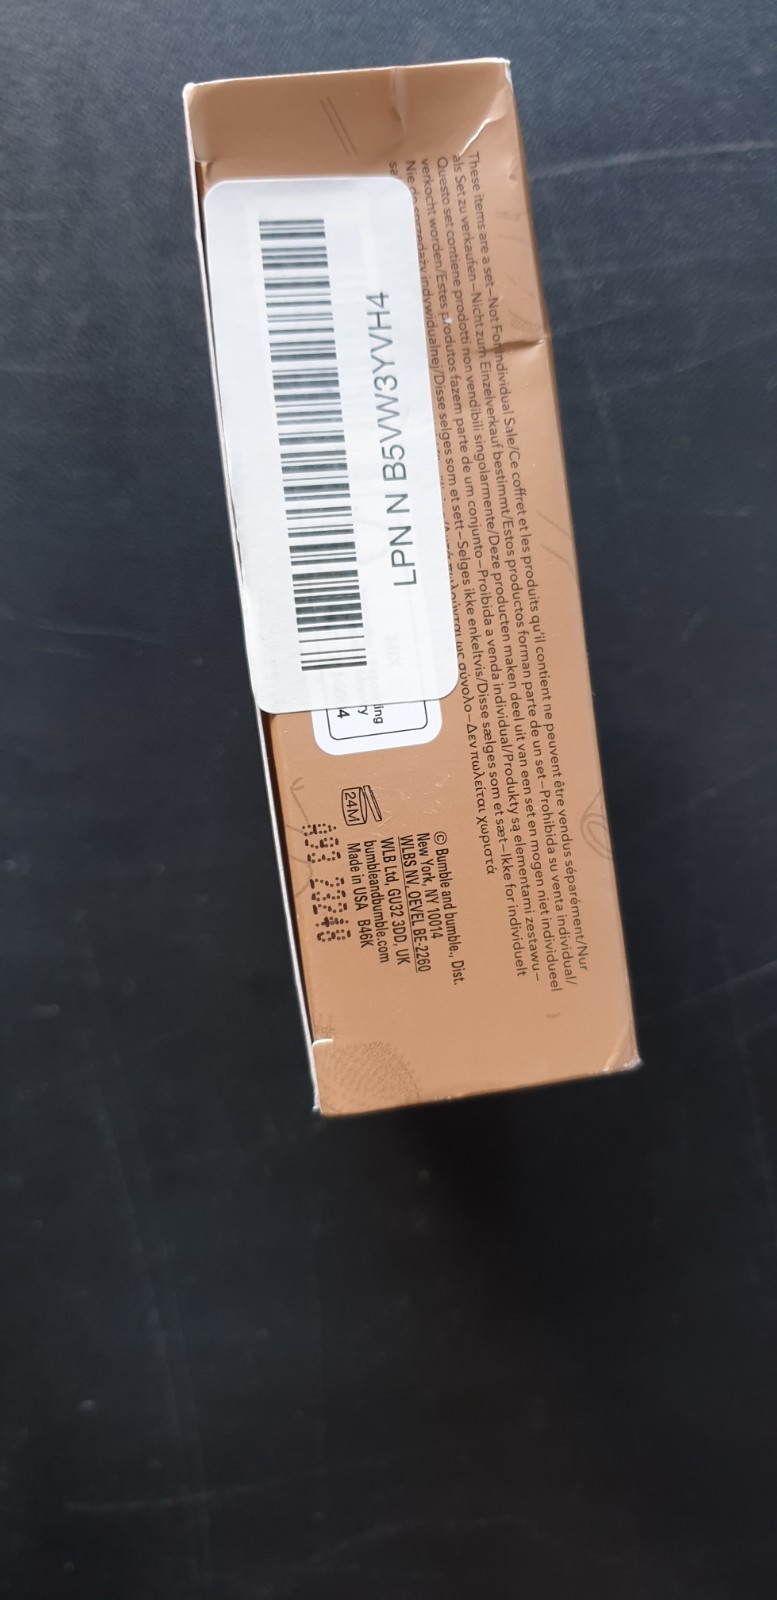 These items are a set–Not For Individual Sale/Ce coffret et les produits qu'il contient ne peuvent être vendus séparément/Nur
als Set zu verkaufen–Nicht zum Einzelverkauf bestimmt/Estos productos forman parte de un set–Prohibida su venta individual/
Questo set contiene prodotti non vendibili singolarmente/Deze producten maken deel uit van een set en mogen niet individueel
verkocht worden/Estes produtos fazem parte de um conjunto–Proibida a venda individual/Produkty są elementami zestawu–
Nie do sprzedaży indywidualnej/Disse selges som et sett–Selges ikke enkeltvis/Disse sælges som et sæt–Ikke for individuelt
πωλούνται ως σύνολο–Δεν πωλείται χωριστά
LPN N B5VW3YVH4
24M
© Bumble and bumble., Dist.
New York, NY 10014
WLBS NV, OEVEL BE-2260
WLB Ltd, GU32 3DD, UK
bumbleandbumble.com
Made in USA B46K